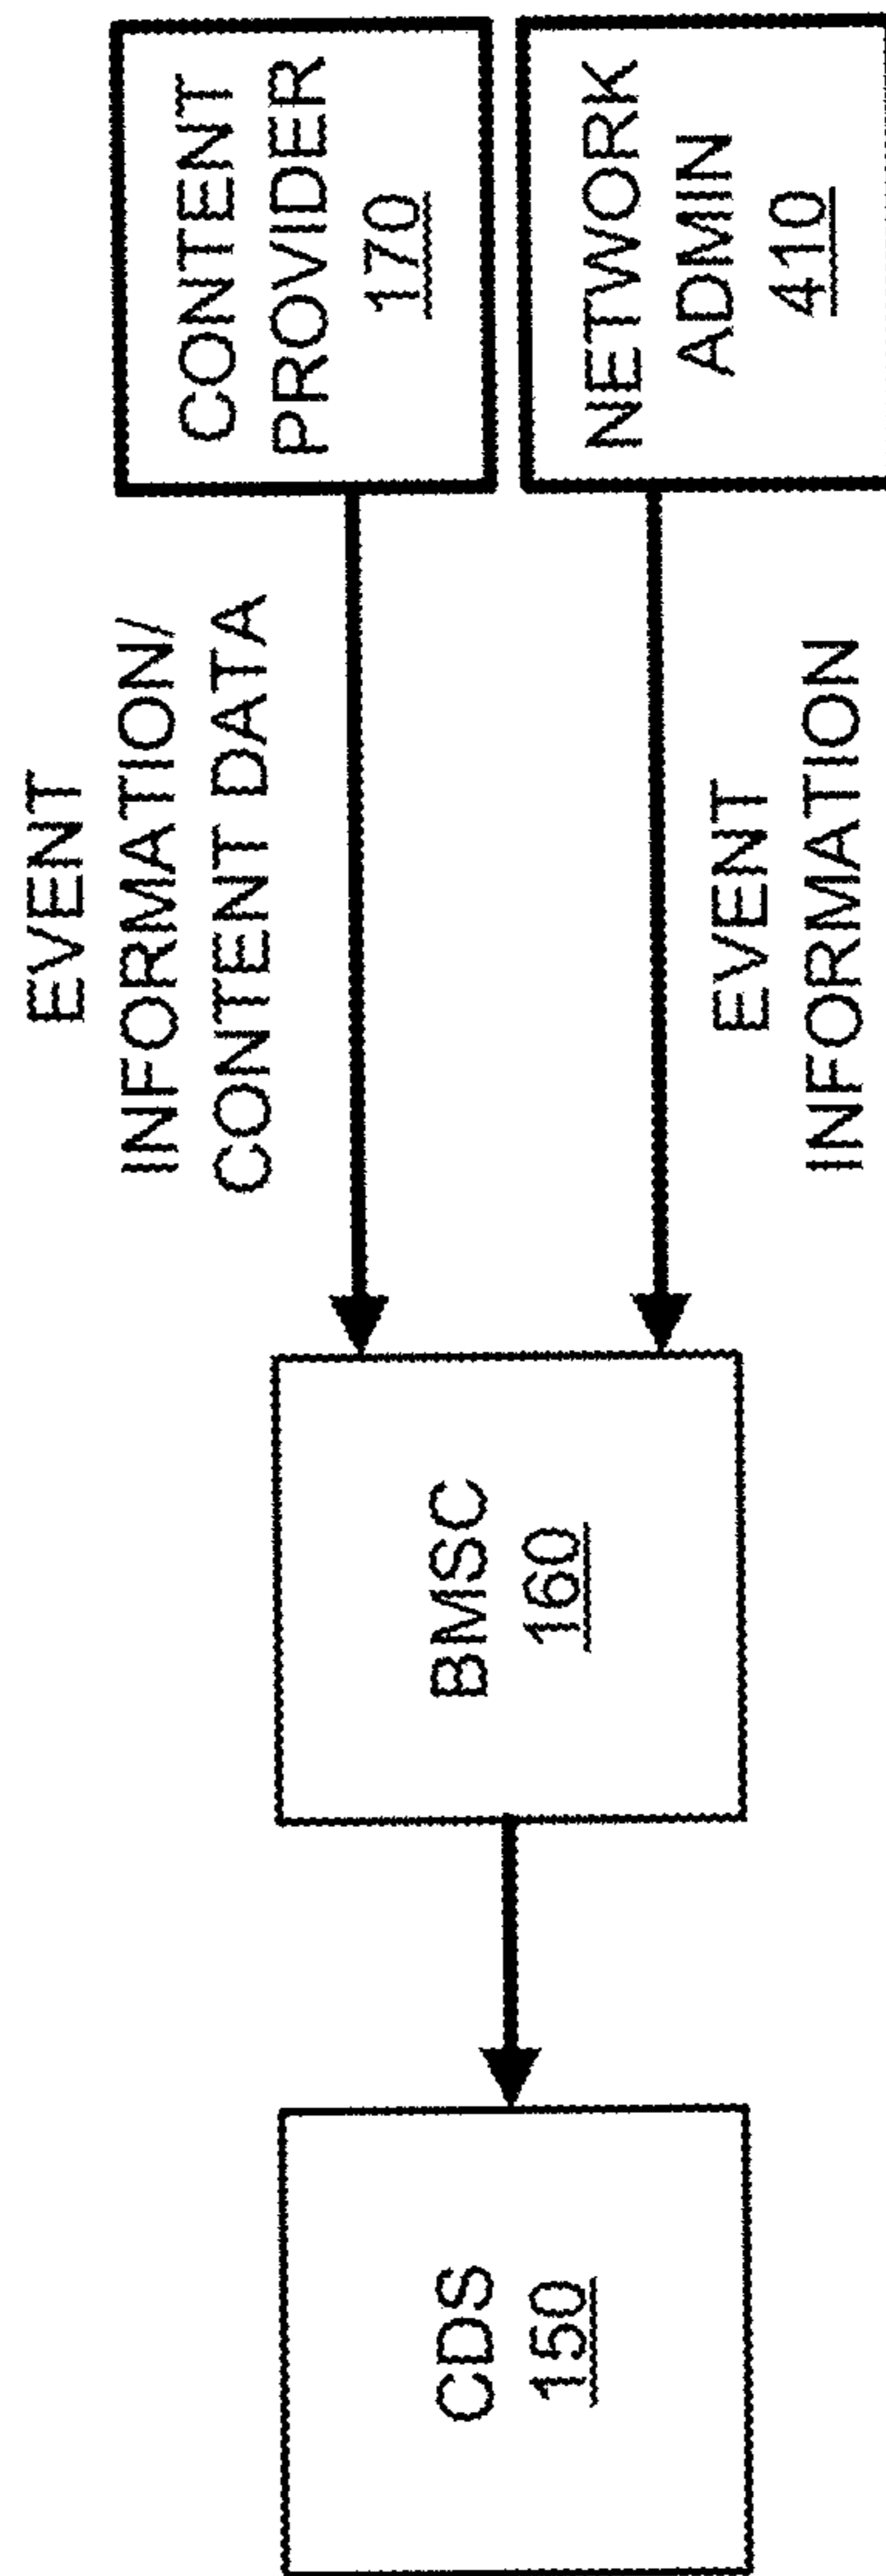 EVENT
INFORMATION/
CONTENT DATA
CONTENT
PROVIDER
170
CDS
150
BMSC
160
NETWORK
ADMIN
410
EVENT
INFORMATION